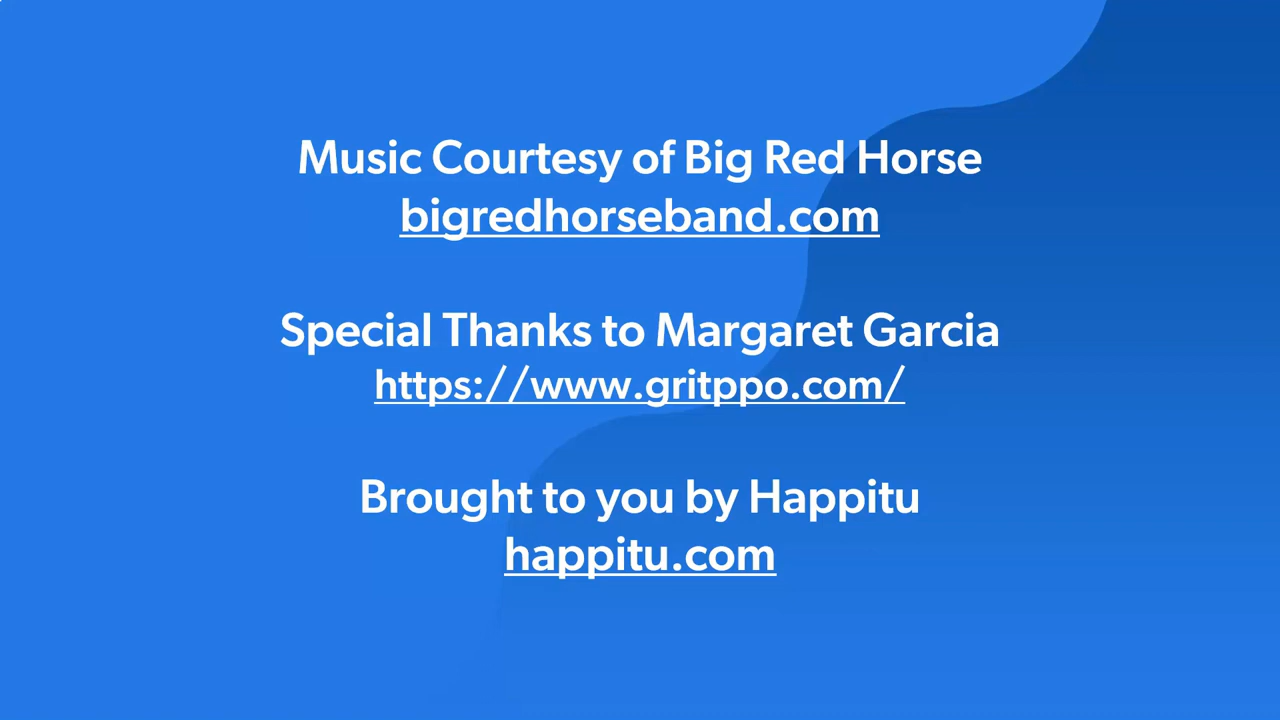 Music Courtesy of Big Red Horse
bigredhorseband.com
Special Thanks to Margaret Garcia
https://www.gritppo.com/
Brought to you by Happitu
happitu.com